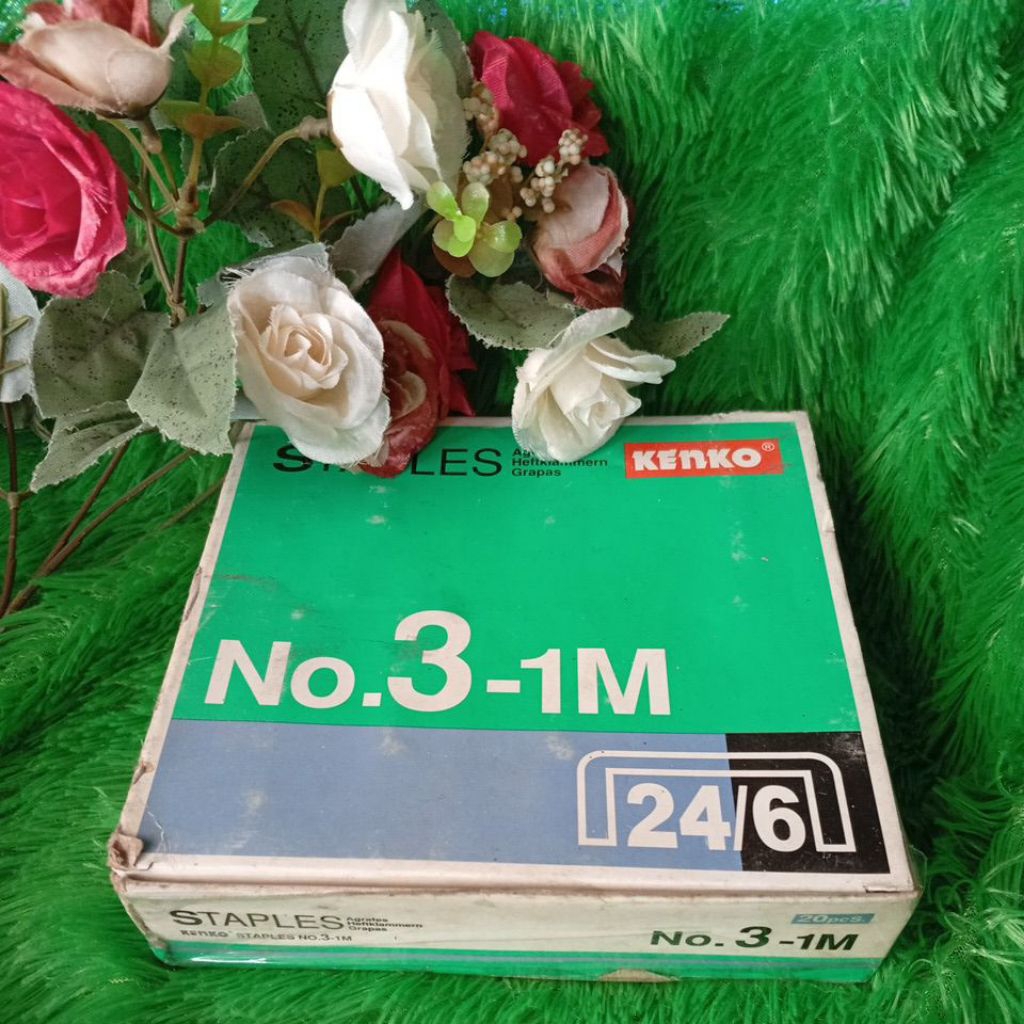 STAPLES Agrafes
Heftklammern
Grapas
KENKO®
No.3-1M
24/6
STAPLES Agrafes
Heftklammern
Grapas
KENKO® STAPLES NO.3-1M
20pcs.
No. 3-1M